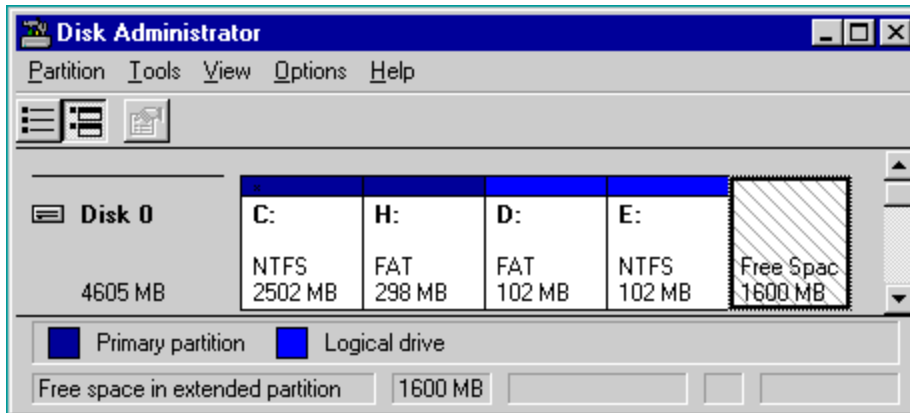 Disk Administrator
Partition Tools View Options Help
Disk 0
4605 MB
C:
NTFS
2502 MB
H:
FAT
298 MB
D:
FAT
102 MB
E:
NTFS
102 MB
Free Spac
1600 MB
Primary partition Logical drive
Free space in extended partition 1600 MB